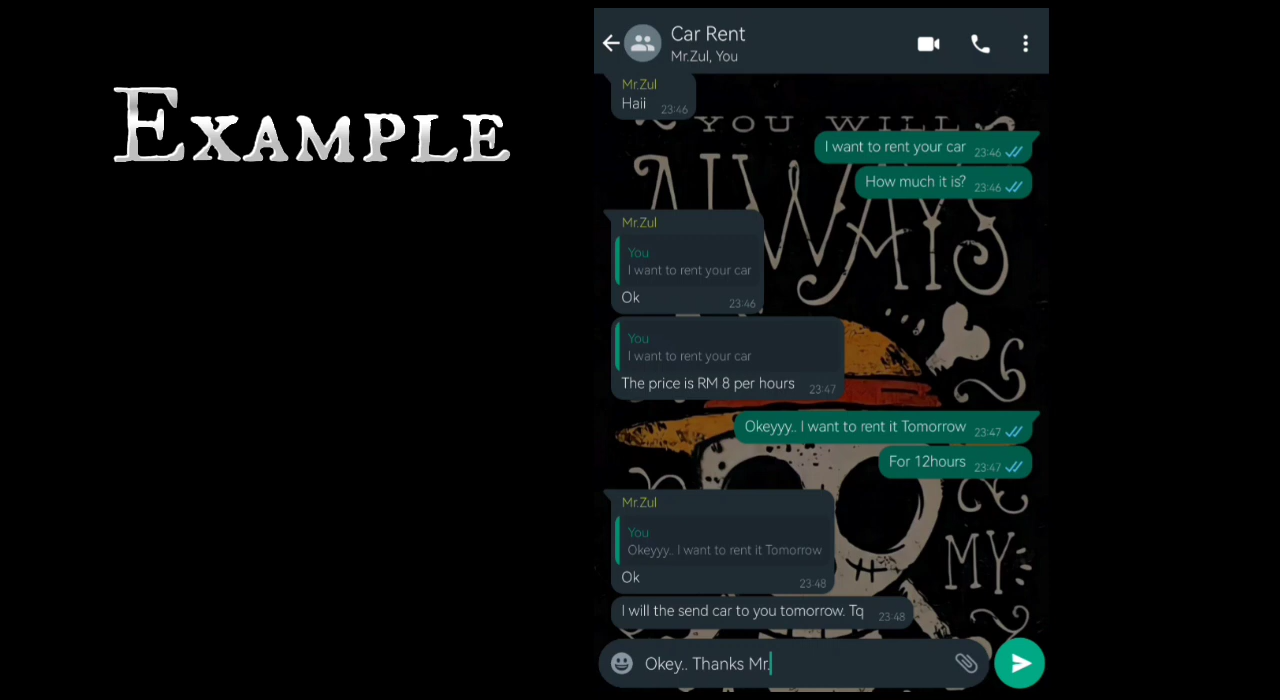 Example
Car Rent
Mr.Zul, You
Mr.Zul
Haii 23:46
YOU WILL
I want to rent your car 23:46
How much it is? 23:46
ALWAYS
Mr.Zul
You
I want to rent your car
Ok 23:46
You
I want to rent your car
The price is RM 8 per hours 23:47
Okeyyy.. I want to rent it Tomorrow 23:47
For 12hours 23:47
Mr.Zul
You
Okeyyy.. I want to rent it Tomorrow
Ok 23:48
MY
I will the send car to you tomorrow. Tq 23:48
Okey.. Thanks Mr.